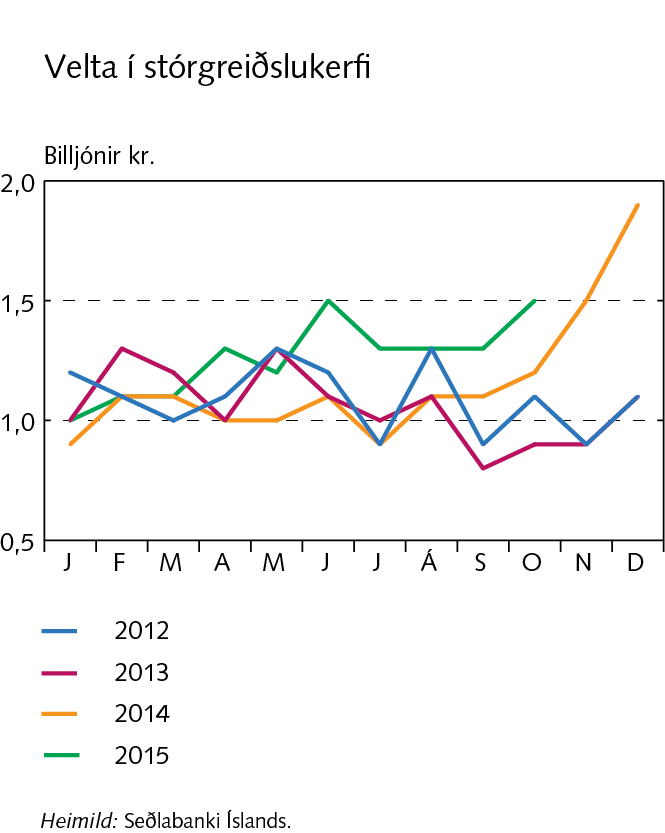 Velta í stórgreiðslukerfi
Billjónir kr.
2,0
1,5
1,0
0,5
J F M A M J J Á S O N D
2012
2013
2014
2015
Heimild: Seðlabanki Íslands.